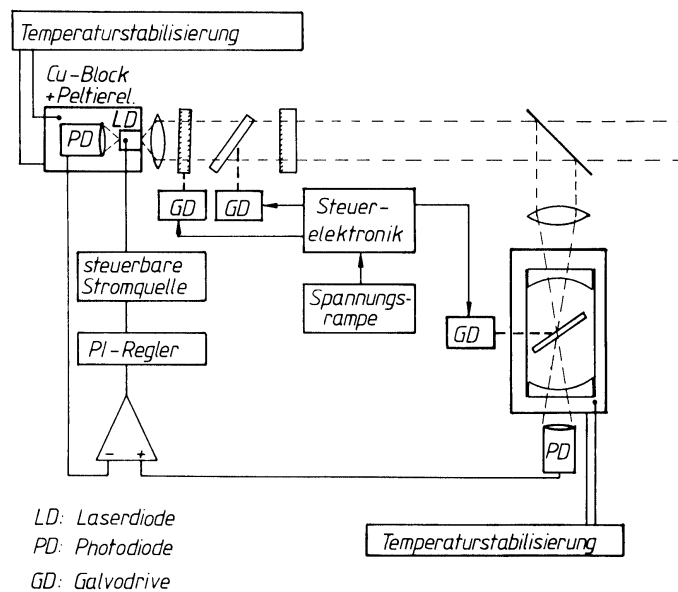 Temperaturstabilisierung
Cu-Block
+Peltierel.
LD
PD
GD
GD
Steuer-
elektronik
steuerbare
Stromquelle
Spannungs-
rampe
GD
PI-Regler
- +
PD
LD: Laserdiode
PD: Photodiode
GD: Galvodrive
Temperaturstabilisierung